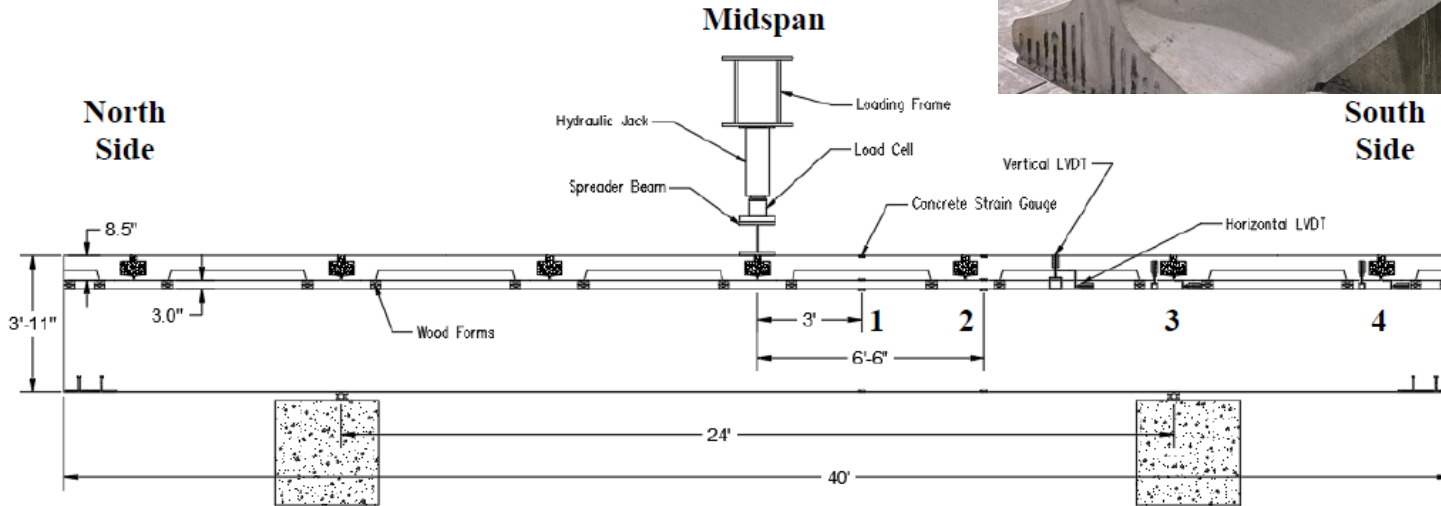 Midspan
North
Side
South
Side
Loading Frame
Hydraulic Jack
Load Cell
Vertical LVDT
Spreader Beam
Concrete Strain Gauge
Horizontal LVDT
8.5"
3'-11"
3.0"
Wood Forms
3'
1
2
3
4
6'-6"
24'
40'